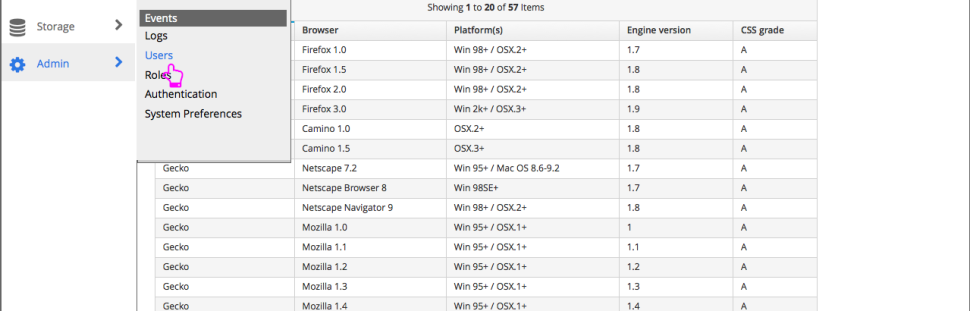 Showing 1 to 20 of 57 Items
Storage
Admin
Events
Logs
Users
Roles
Authentication
System Preferences
Browser Platform(s) Engine version CSS grade
Firefox 1.0 Win 98+ / OSX.2+ 1.7 A
Firefox 1.5 Win 98+ / OSX.2+ 1.8 A
Firefox 2.0 Win 98+ / OSX.2+ 1.8 A
Firefox 3.0 Win 2k+ / OSX.3+ 1.9 A
Camino 1.0 OSX.2+ 1.8 A
Camino 1.5 OSX.3+ 1.8 A
Gecko Netscape 7.2 Win 95+ / Mac OS 8.6-9.2 1.7 A
Gecko Netscape Browser 8 Win 98SE+ 1.7 A
Gecko Netscape Navigator 9 Win 98+ / OSX.2+ 1.8 A
Gecko Mozilla 1.0 Win 95+ / OSX.1+ 1 A
Gecko Mozilla 1.1 Win 95+ / OSX.1+ 1.1 A
Gecko Mozilla 1.2 Win 95+ / OSX.1+ 1.2 A
Gecko Mozilla 1.3 Win 95+ / OSX.1+ 1.3 A
Gecko Mozilla 1.4 Win 95+ / OSX.1+ 1.4 A